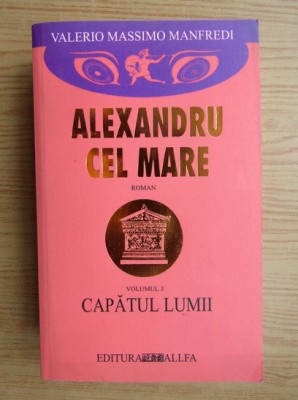 VALERIO MASSIMO MANFREDI
ALEXANDRU
CEL MARE
ROMAN
VOLUMUL 3
CAPĂTUL LUMII
EDITURA ALLFA